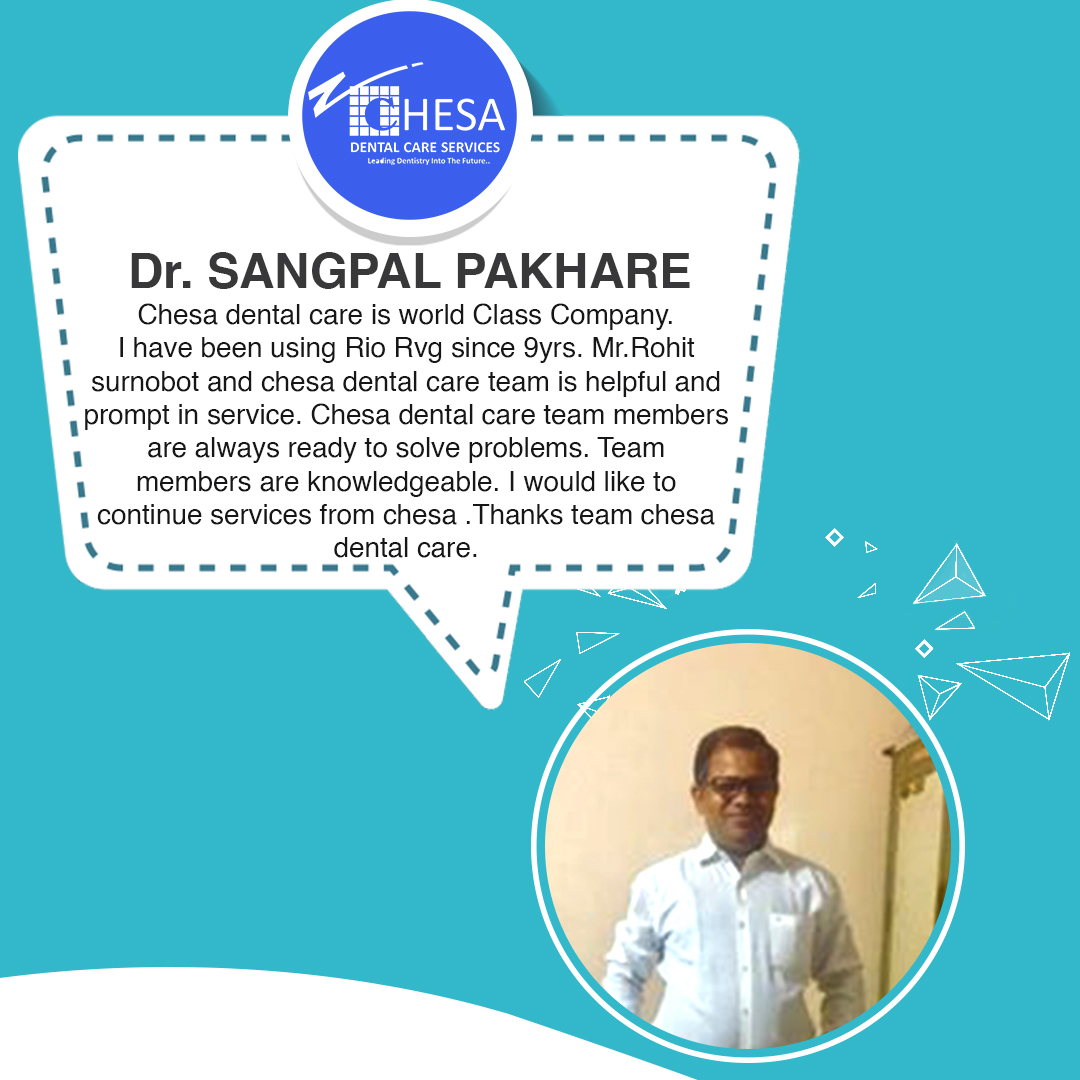 CHESA
DENTAL CARE SERVICES
Leading Dentistry Into The Future..
Dr. SANGPAL PAKHARE
Chesa dental care is world Class Company.
I have been using Rio Rvg since 9yrs. Mr.Rohit
surnobot and chesa dental care team is helpful and
prompt in service. Chesa dental care team members
are always ready to solve problems. Team
members are knowledgeable. I would like to
continue services from chesa .Thanks team chesa
dental care.